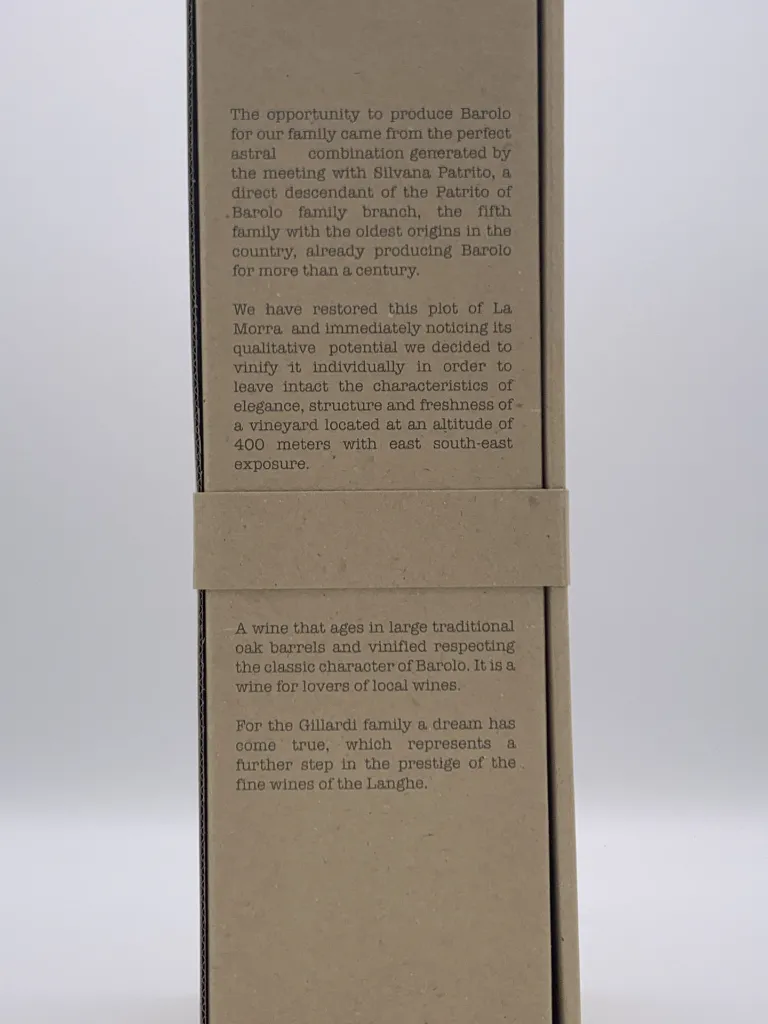 The opportunity to produce Barolo
for our family came from the perfect
astral combination generated by
the meeting with Silvana Patrito, a
direct descendant of the Patrito of
Barolo family branch, the fifth
family with the oldest origins in the
country, already producing Barolo
for more than a century.
We have restored this plot of La
Morra and immediately noticing its
qualitative potential we decided to
vinify it individually in order to
leave intact the characteristics of
elegance, structure and freshness of
a vineyard located at an altitude of
400 meters with east south-east
exposure.
A wine that ages in large traditional
oak barrels and vinified respecting
the classic character of Barolo. It is a
wine for lovers of local wines.
For the Gillardi family a dream has
come true, which represents a
further step in the prestige of the
fine wines of the Langhe.